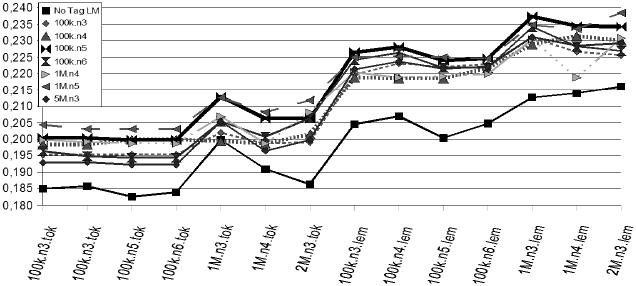 0,240
0,235
0,230
0,225
0,220
0,215
0,210
0,205
0,200
0,195
0,190
0,185
0,180
No Tag LM
100k.n3
100k.n4
100k.n5
100k.n6
1M.n4
1M.n5
5M.n3
100k.n3.tok
100k.n3.tok
100k.n5.tok
100k.n6.tok
1M.n3.tok
1M.n4.tok
2M.n3.tok
100k.n3.lem
100k.n4.lem
100k.n5.lem
100k.n6.lem
1M.n3.lem
1M.n4.lem
2M.n3.lem